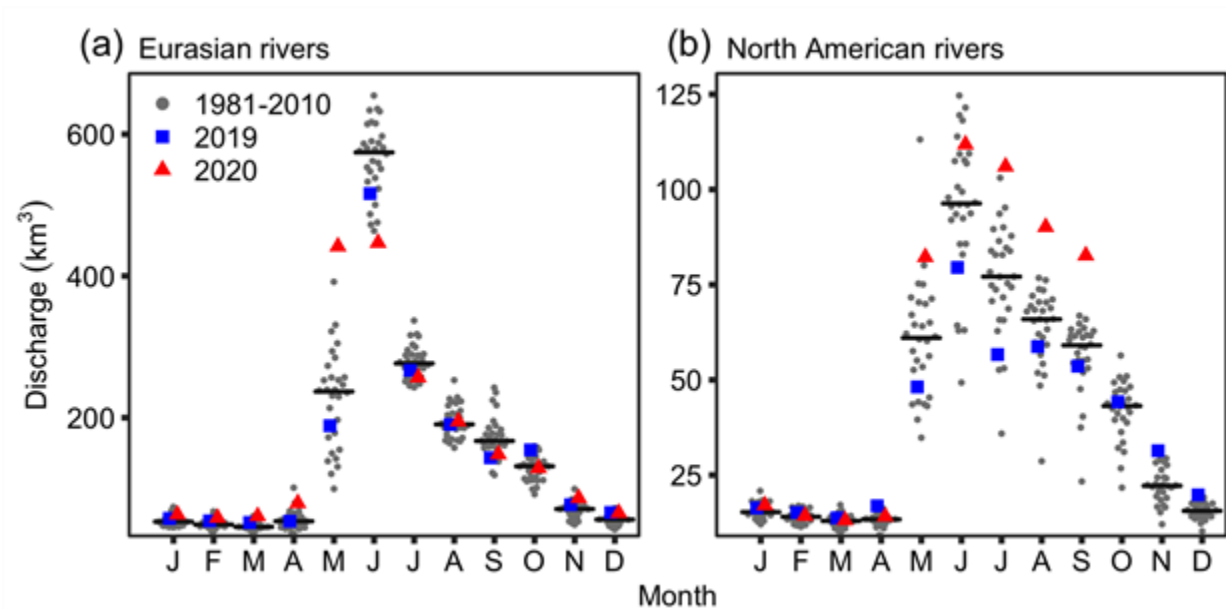 (a) Eurasian rivers
(b) North American rivers
1981-2010
2019
2020
Discharge (km³)
600
400
200
125
100
75
50
25
J F M A M J J A S O N D
J F M A M J J A S O N D
Month